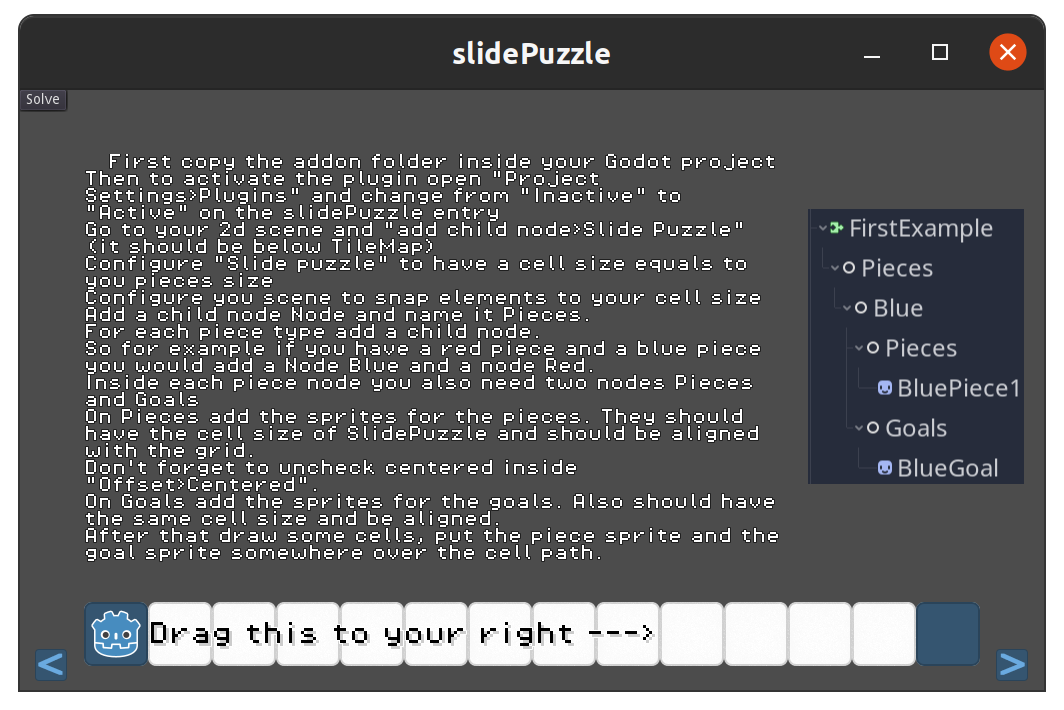 slidePuzzle
Solve
First copy the addon folder inside your Godot project
Then to activate the plugin open "Project
Settings>Plugins" and change from "Inactive" to
"Active" on the slidePuzzle entry
Go to your 2d scene and "add child node>Slide Puzzle"
(it should be below TileMap)
Configure "Slide puzzle" to have a cell size equals to
you pieces size
Configure you scene to snap elements to your cell size
Add a child node Node and name it Pieces.
For each piece type add a child node.
So for example if you have a red piece and a blue piece
you would add a Node Blue and a node Red.
Inside each piece node you also need two nodes Pieces
and Goals
On Pieces add the sprites for the pieces. They should
have the cell size of SlidePuzzle and should be aligned
with the grid.
Don't forget to uncheck centered inside
"Offset>Centered".
On Goals add the sprites for the goals. Also should have
the same cell size and be aligned.
After that draw some cells, put the piece sprite and the
goal sprite somewhere over the cell path.
FirstExample
Pieces
Blue
Pieces
BluePiece1
Goals
BlueGoal
Drag this to your right --->
<
>